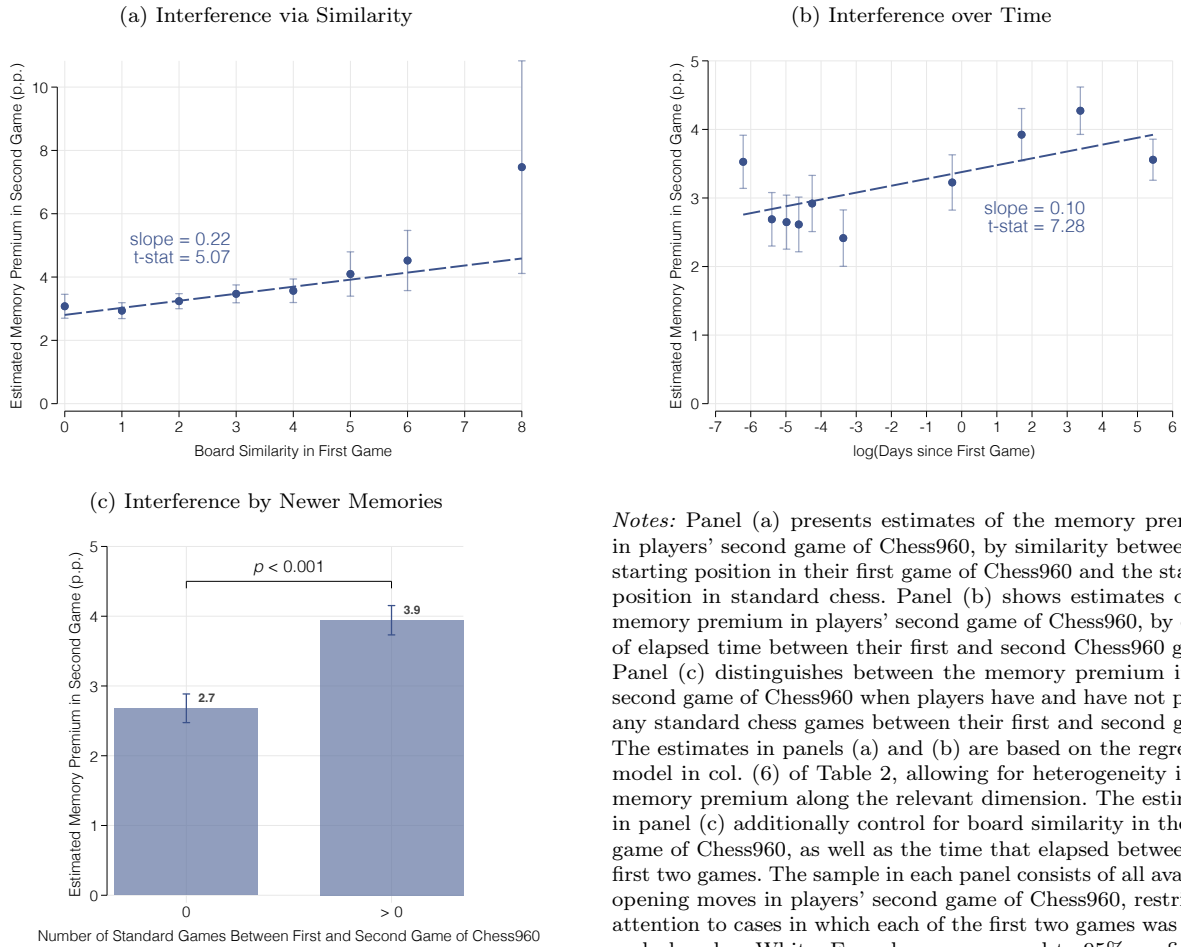 (a) Interference via Similarity
Estimated Memory Premium in Second Game (p.p.)
10
8
6
4
2
0
slope = 0.22
t-stat = 5.07
0 1 2 3 4 5 6 7 8
Board Similarity in First Game
(b) Interference over Time
Estimated Memory Premium in Second Game (p.p.)
5
4
3
2
1
0
slope = 0.10
t-stat = 7.28
-7 -6 -5 -4 -3 -2 -1 0 1 2 3 4 5 6
log(Days since First Game)
(c) Interference by Newer Memories
Estimated Memory Premium in Second Game (p.p.)
5
4
3
2
1
0
p < 0.001
2.7
3.9
0 > 0
Number of Standard Games Between First and Second Game of Chess960
Notes: Panel (a) presents estimates of the memory
in players' second game of Chess960, by similarity
starting position in their first game of Chess960 and the
position in standard chess. Panel (b) shows estimates
memory premium in players' second game of Chess960, by
of elapsed time between their first and second Chess960
Panel (c) distinguishes between the memory premium
second game of Chess960 when players have and have not
any standard chess games between their first and second
The estimates in panels (a) and (b) are based on the
model in col. (6) of Table 2, allowing for heterogeneity
memory premium along the relevant dimension. The
in panel (c) additionally control for board similarity in
game of Chess960, as well as the time that elapsed
first two games. The sample in each panel consists of all
opening moves in players' second game of Chess960,
attention to cases in which each of the first two games was